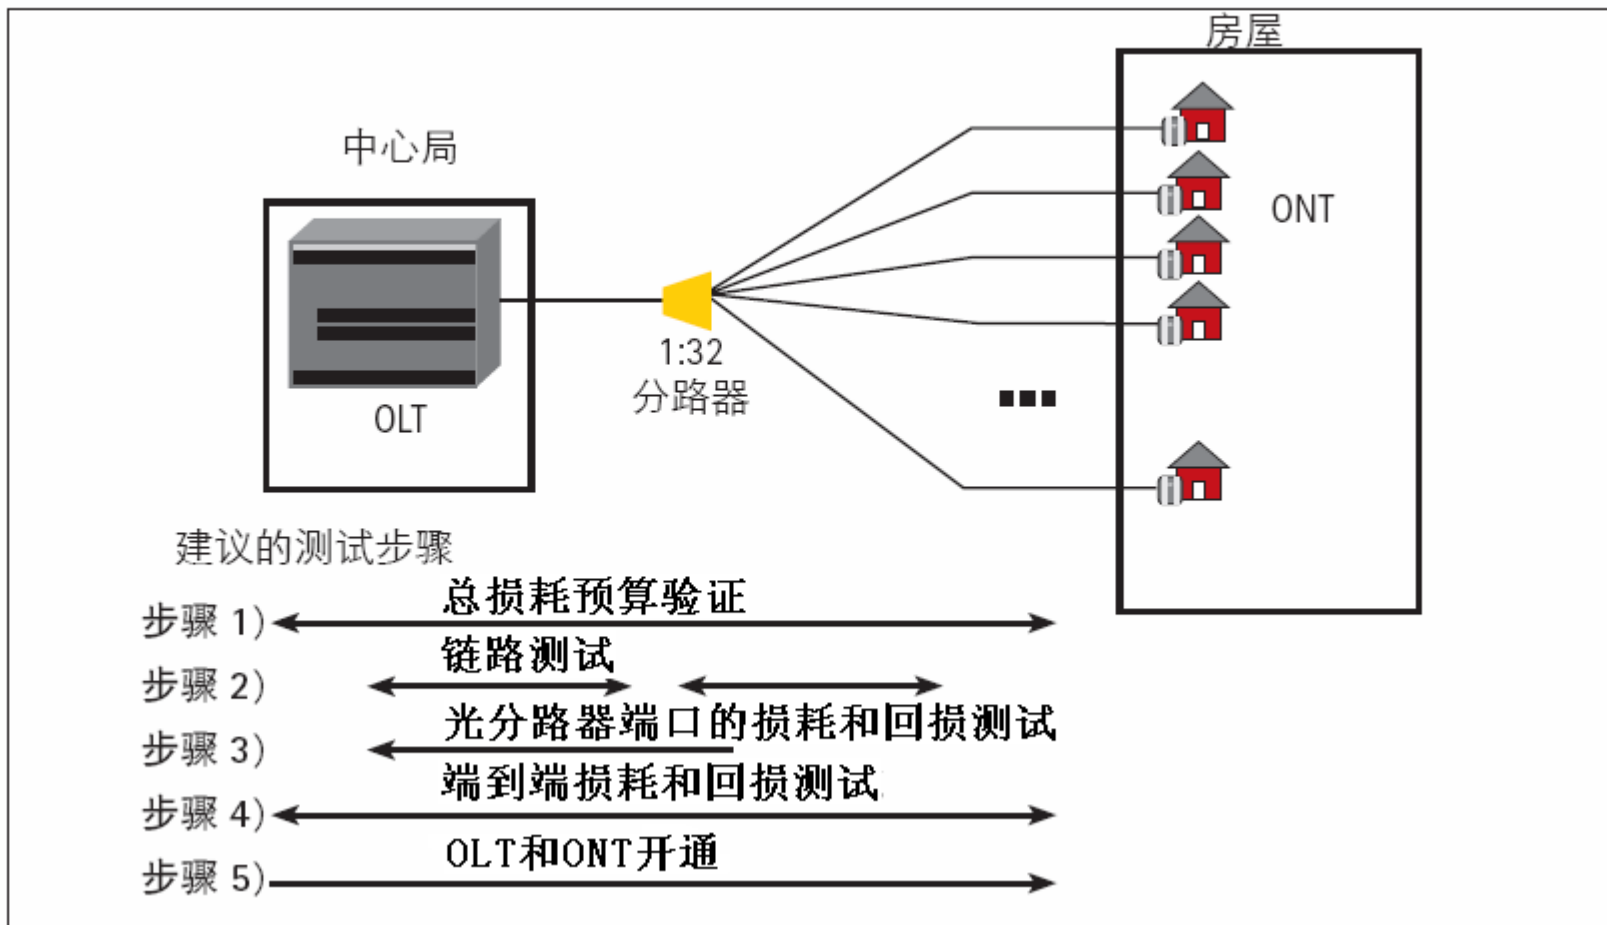 房屋
中心局
ONT
1:32
分路器
OLT
建议的测试步骤
总损耗预算验证
步骤 1)
链路测试
步骤 2)
光分路器端口的损耗和回损测试
步骤 3)
端到端损耗和回损测试
步骤 4)
OLT和ONT开通
步骤 5)